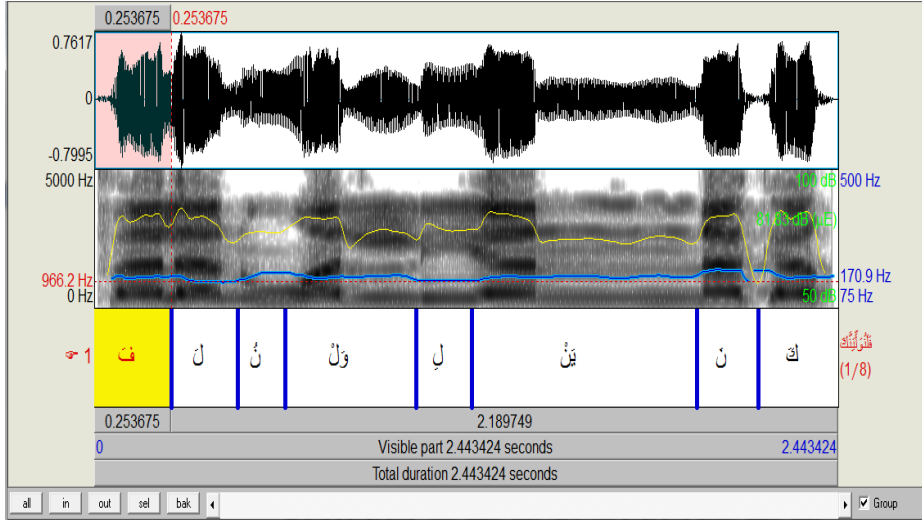 0.253675 0.253675
0.7617
0
-0.7995
5000 Hz 100 dB 500 Hz
966.2 Hz 170.9 Hz
0 Hz 50 dB 75 Hz
☞ 1 فَ لَ نُ وَلْ لِ يَنْ نَ كَ فَلَنُوَلِّيَنَّكَ
(1/8)
0.253675 2.189749
0 Visible part 2.443424 seconds 2.443424
Total duration 2.443424 seconds
all in out sel bak Group